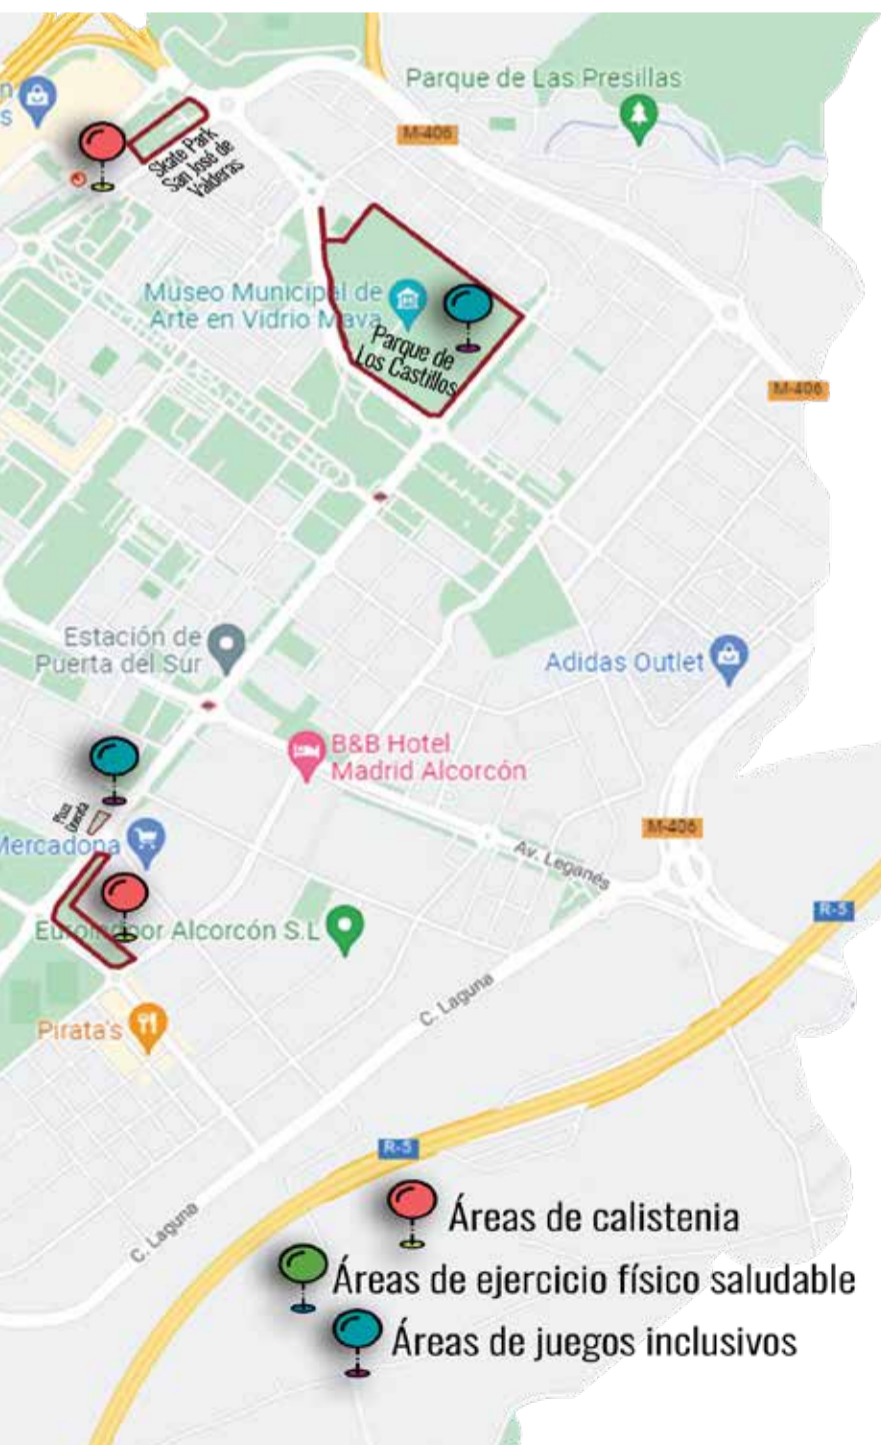 Parque de Las Presillas
M-406
Skate Park
San José de
Valderas
Museo Municipal de
Arte en Vidrio Mava
Parque de
Los Castillos
M-406
Estación de
Puerta del Sur
Adidas Outlet
B&B Hotel
Madrid Alcorcón
Plaza
Mercadona
M-406
Av. Leganés
R-5
Alcorcón S.L
C. Laguna
Pirata's
R-5
C. Laguna
Áreas de calistenia
Áreas de ejercicio físico saludable
Áreas de juegos inclusivos